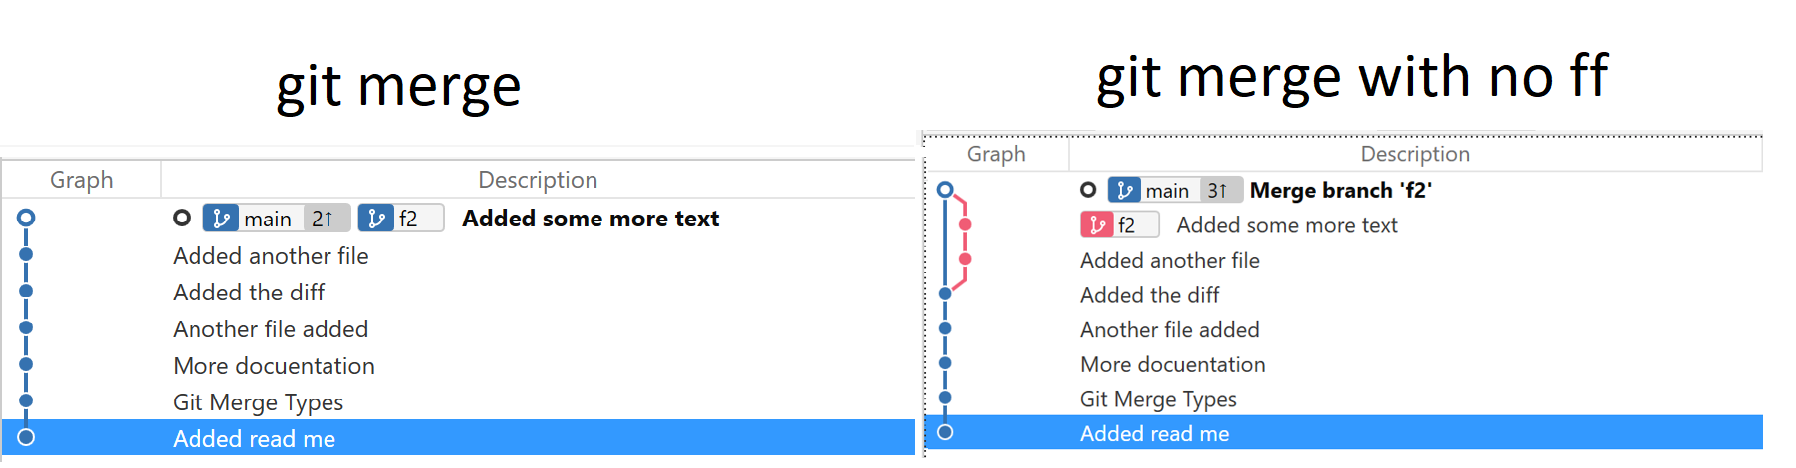 git merge
Graph Description
main 2↑ f2 Added some more text
Added another file
Added the diff
Another file added
More docuentation
Git Merge Types
Added read me
git merge with no ff
Graph Description
main 3↑ Merge branch 'f2'
f2 Added some more text
Added another file
Added the diff
Another file added
More docuentation
Git Merge Types
Added read me